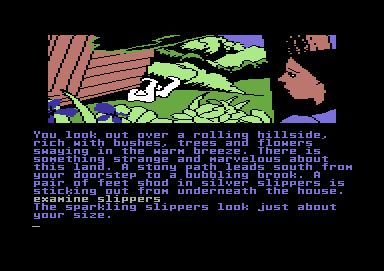 You look out over a rolling hillside,
rich with bushes, trees and flowers
swaying in the warm breeze. There is
something strange and marvelous about
this land. A stony path leads south from
your doorstep to a bubbling brook. A
pair of feet shod in silver slippers is
sticking out from underneath the house.
examine slippers
The sparkling slippers look just about
your size.